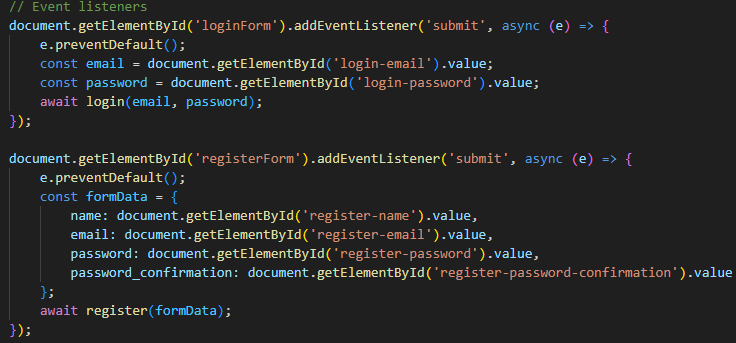 // Event listeners
document.getElementById('loginForm').addEventListener('submit', async (e) => {
    e.preventDefault();
    const email = document.getElementById('login-email').value;
    const password = document.getElementById('login-password').value;
    await login(email, password);
});

document.getElementById('registerForm').addEventListener('submit', async (e) => {
    e.preventDefault();
    const formData = {
        name: document.getElementById('register-name').value,
        email: document.getElementById('register-email').value,
        password: document.getElementById('register-password').value,
        password_confirmation: document.getElementById('register-password-confirmation').value
    };
    await register(formData);
});